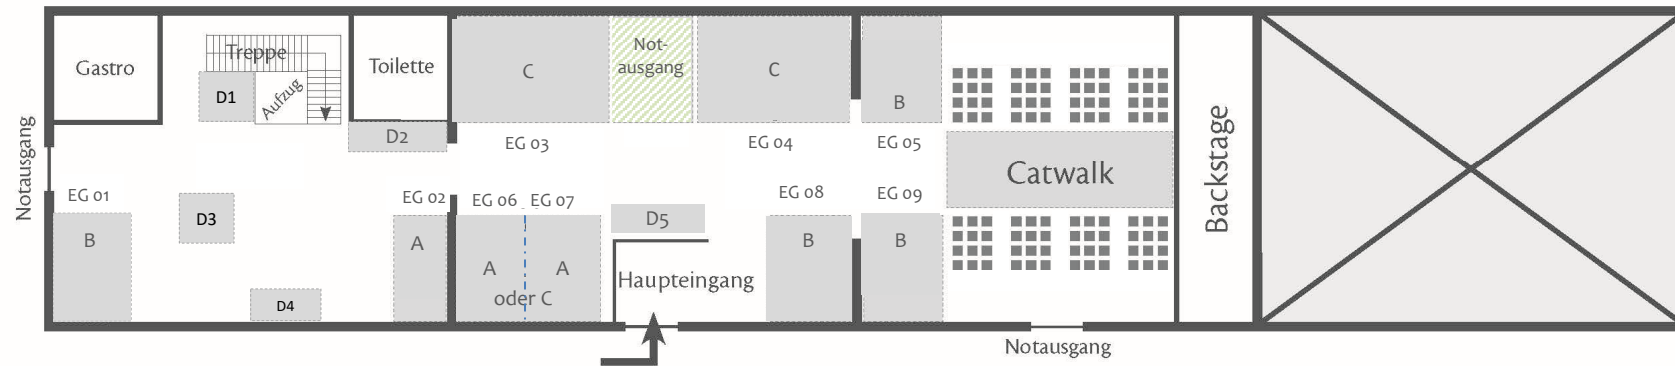 Gastro
Treppe
Aufzug
D1
Toilette
D2
C
Not-
ausgang
C
B
EG 03
EG 04
EG 05
Notausgang
EG 01
B
D3
D4
EG 02
A
EG 06
EG 07
A
A
oder C
D5
Haupteingang
EG 08
B
EG 09
B
Catwalk
Backstage
Notausgang